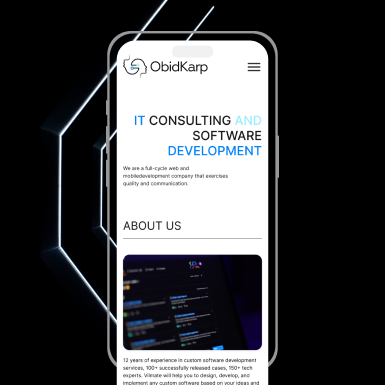 ObidKarp
IT CONSULTING AND
SOFTWARE
DEVELOPMENT
We are a full-cycle web and
mobiledevelopment company that exercises
quality and communication.
ABOUT US
12 years of experience in custom software development
services, 100+ successfully released cases, 150+ tech
experts. Vilmate will help you to design, develop, and
implement any custom software based on your ideas and